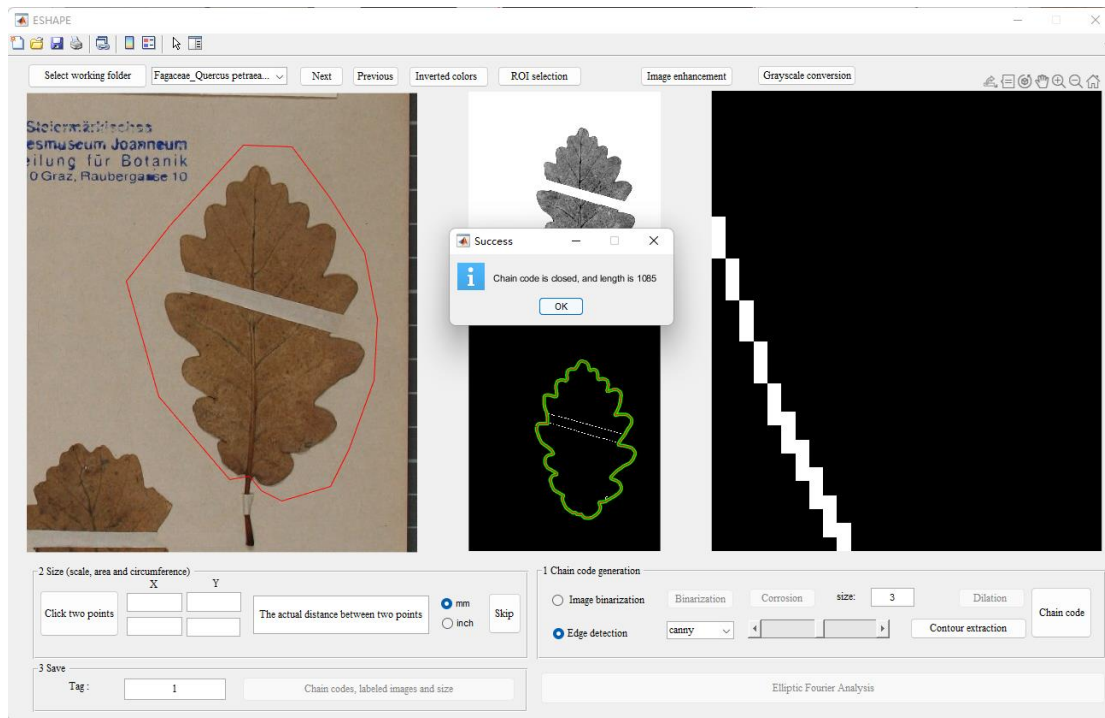 ESHAPE
Select working folder
Fagaceae_Quercus petraea...
Next
Previous
Inverted colors
ROI selection
Image enhancement
Grayscale conversion
Steiermärkisches
esmuseum Joanneum
eilung für Botanik
0 Graz, Raubergasse 10
Success
Chain code is closed, and length is 1085
OK
2 Size (scale, area and circumference)
X Y
Click two points
The actual distance between two points
mm
inch
Skip
1 Chain code generation
Image binarization
Binarization
Corrosion
size:
3
Dilation
Edge detection
canny
Contour extraction
Chain code
3 Save
Tag :
1
Chain codes, labeled images and size
Elliptic Fourier Analysis